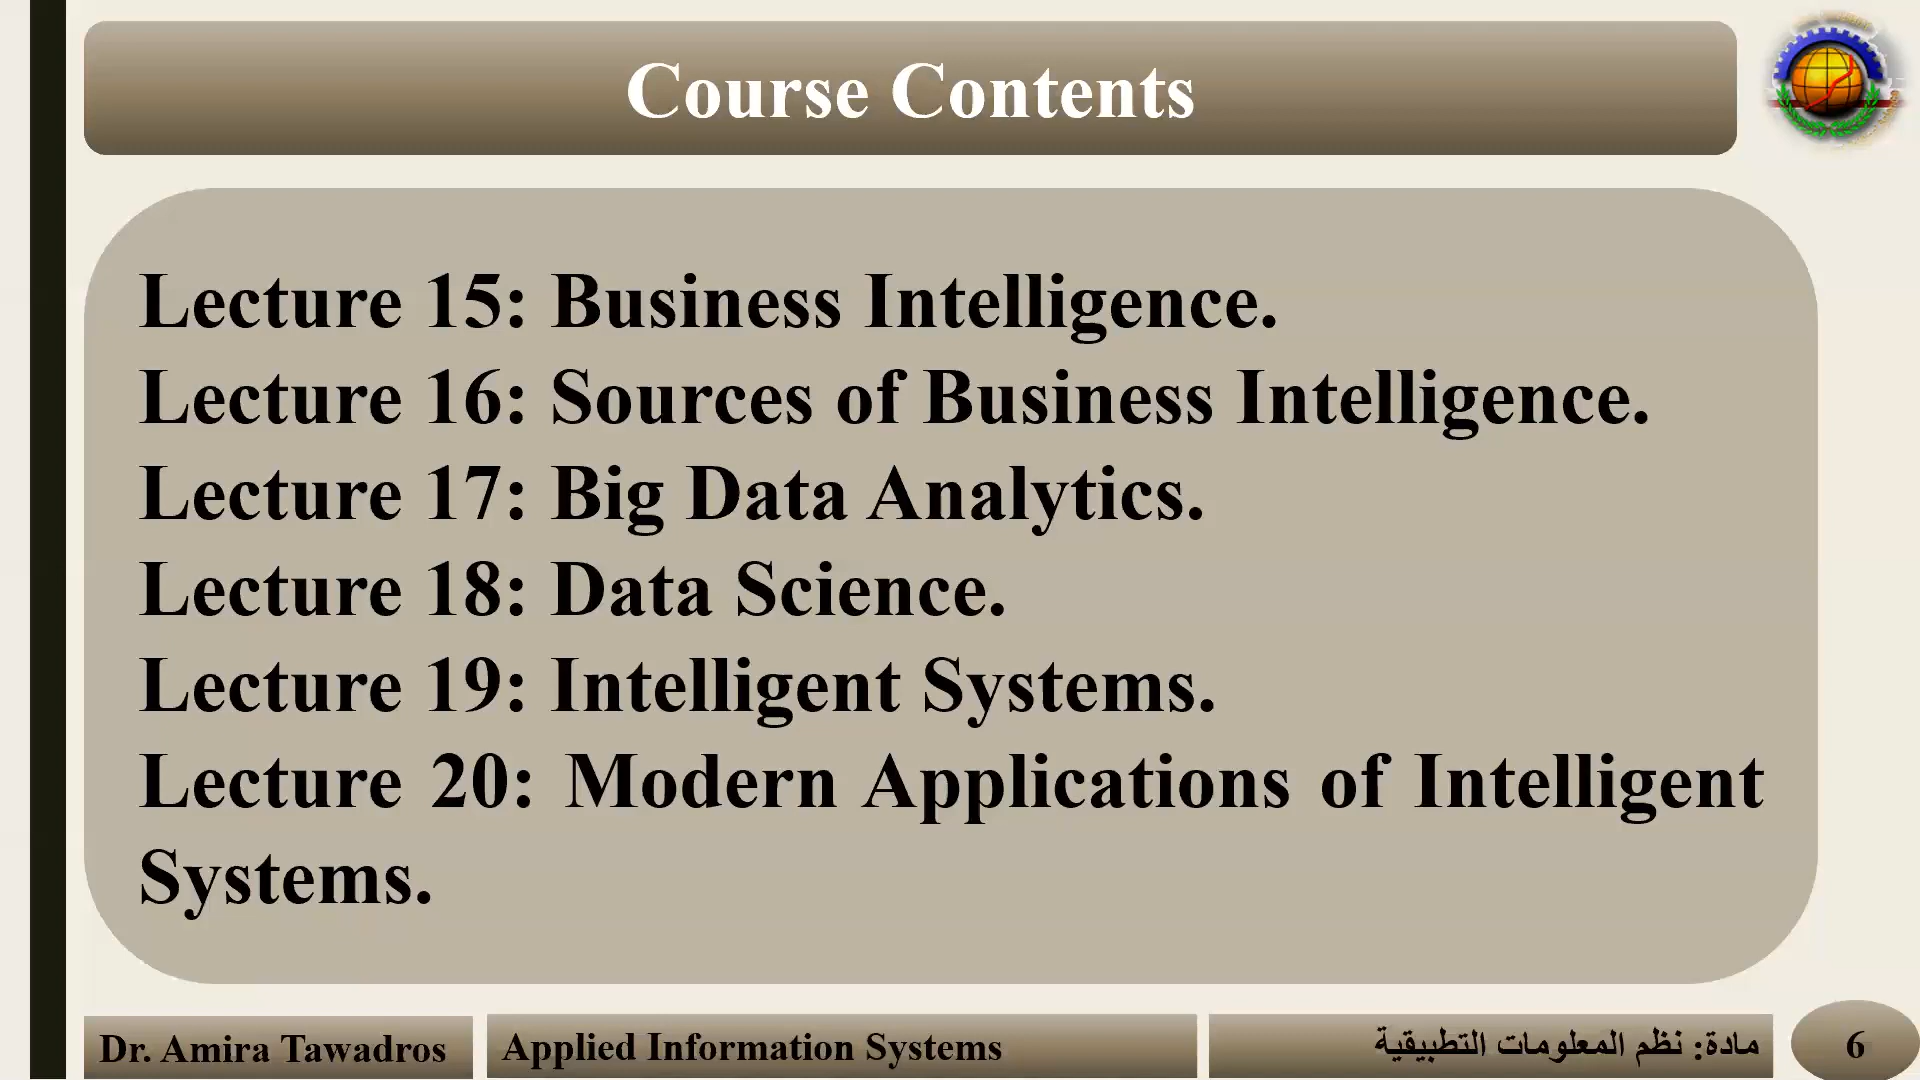 Course Contents
Lecture 15: Business Intelligence.
Lecture 16: Sources of Business Intelligence.
Lecture 17: Big Data Analytics.
Lecture 18: Data Science.
Lecture 19: Intelligent Systems.
Lecture 20: Modern Applications of Intelligent
Systems.
Dr. Amira Tawadros
Applied Information Systems
مادة: نظم المعلومات التطبيقية
6